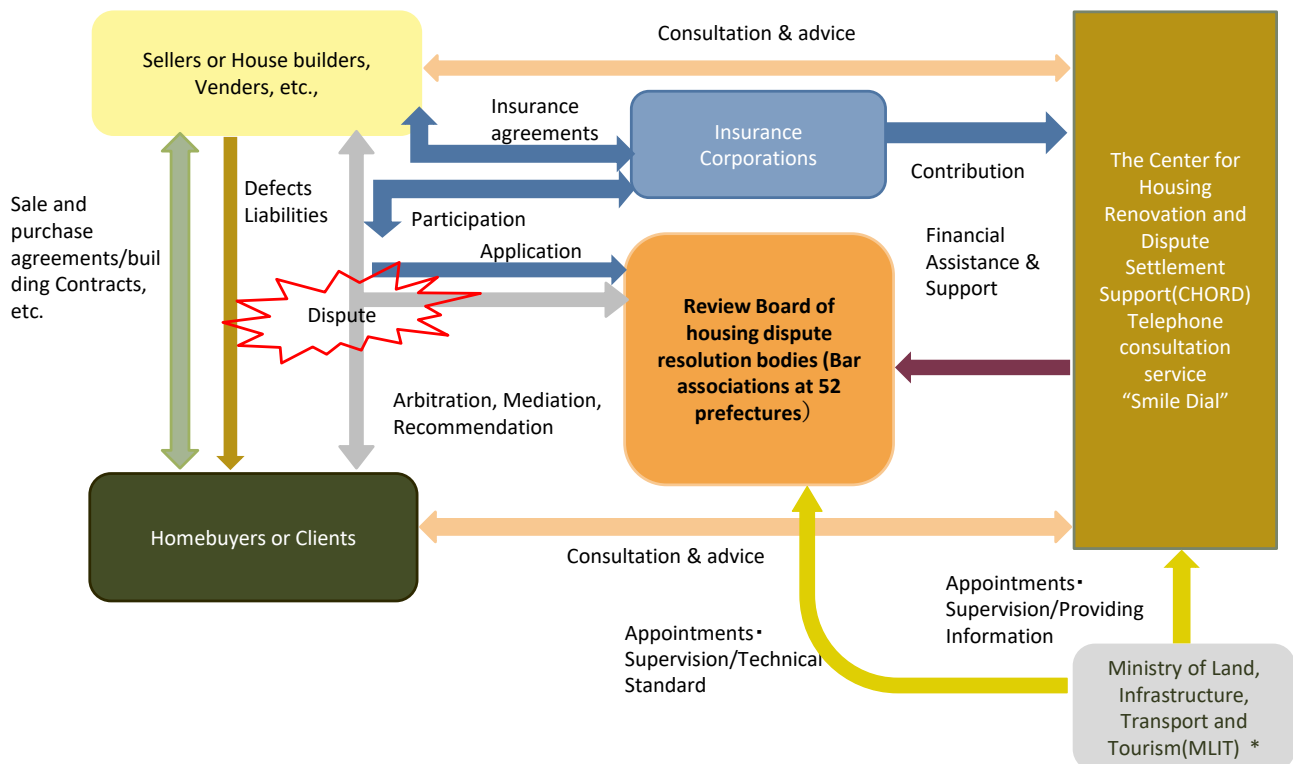 Consultation & advice
Sellers or House builders,
Venders, etc.,
Insurance
agreements
Insurance
Corporations
Contribution
The Center for
Housing
Renovation and
Dispute
Settlement
Support(CHORD)
Telephone
consultation
service
“Smile Dial”
Sale and
purchase
agreements/buil
ding Contracts,
etc.
Defects
Liabilities
Participation
Application
Financial
Assistance &
Support
Dispute
Review Board of
housing dispute
resolution bodies (Bar
associations at 52
prefectures）
Arbitration, Mediation,
Recommendation
Homebuyers or Clients
Consultation & advice
Appointments・
Supervision/Providing
Information
Appointments・
Supervision/Technical
Standard
Ministry of Land,
Infrastructure,
Transport and
Tourism(MLIT) *